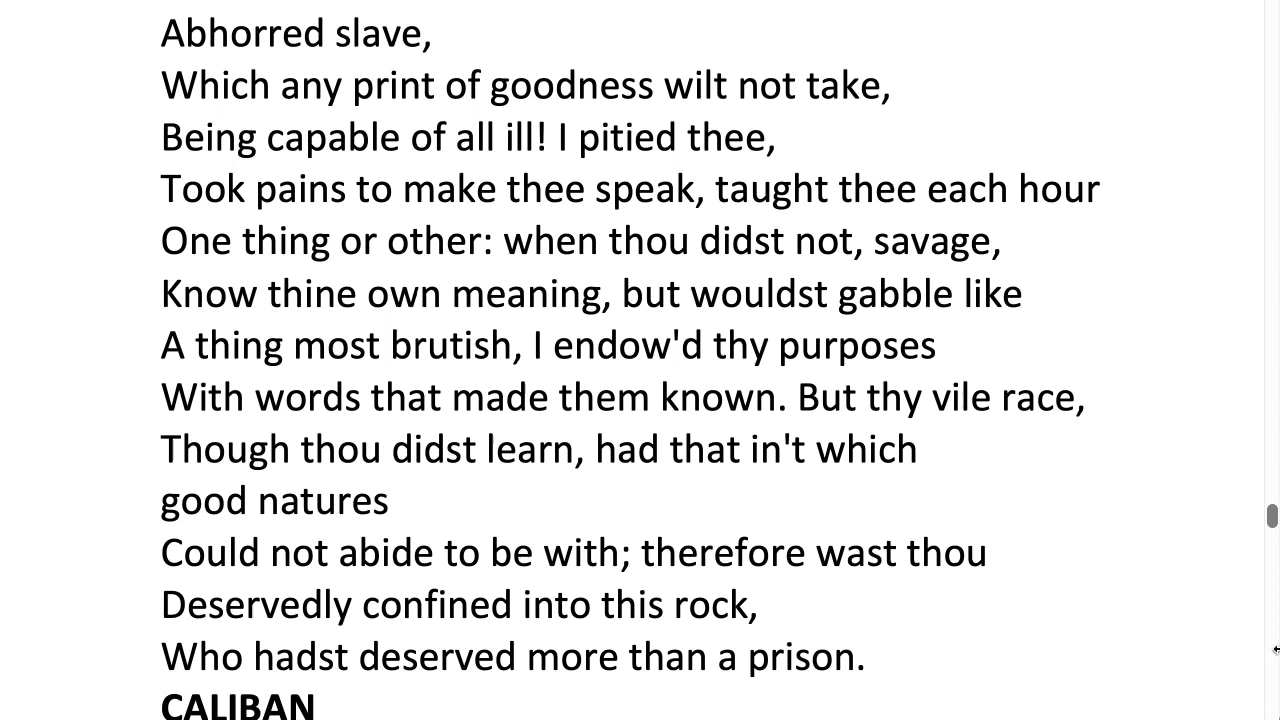 Abhorred slave,
Which any print of goodness wilt not take,
Being capable of all ill! I pitied thee,
Took pains to make thee speak, taught thee each hour
One thing or other: when thou didst not, savage,
Know thine own meaning, but wouldst gabble like
A thing most brutish, I endow'd thy purposes
With words that made them known. But thy vile race,
Though thou didst learn, had that in't which
good natures
Could not abide to be with; therefore wast thou
Deservedly confined into this rock,
Who hadst deserved more than a prison.
CALIBAN